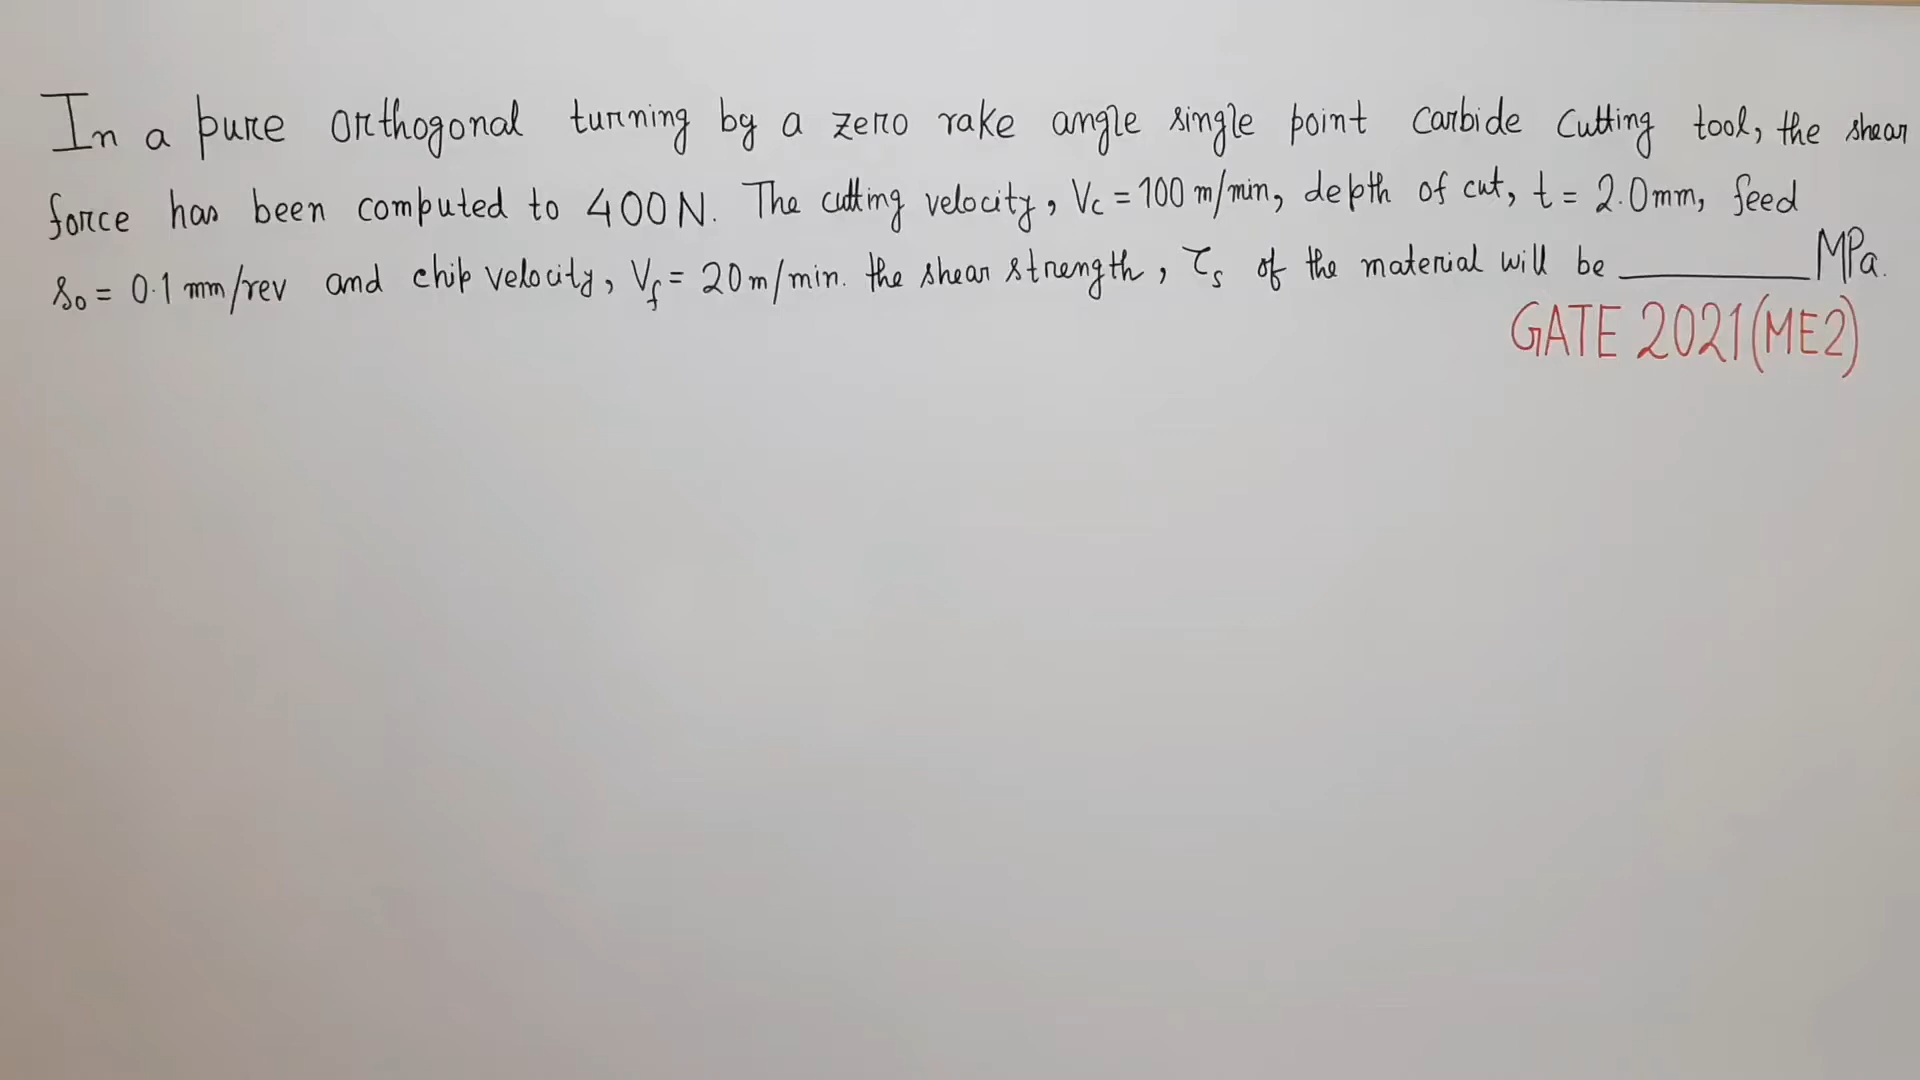 In a pure orthogonal turning by a zero rake angle single point carbide cutting tool, the shear
force has been computed to 400N. The cutting velocity, Vc = 100 m/min, depth of cut, t = 2.0mm, feed
s₀ = 0.1 mm/rev and chip velocity, Vf = 20m/min. the shear strength, τs of the material will be ________ MPa.
GATE 2021(ME2)